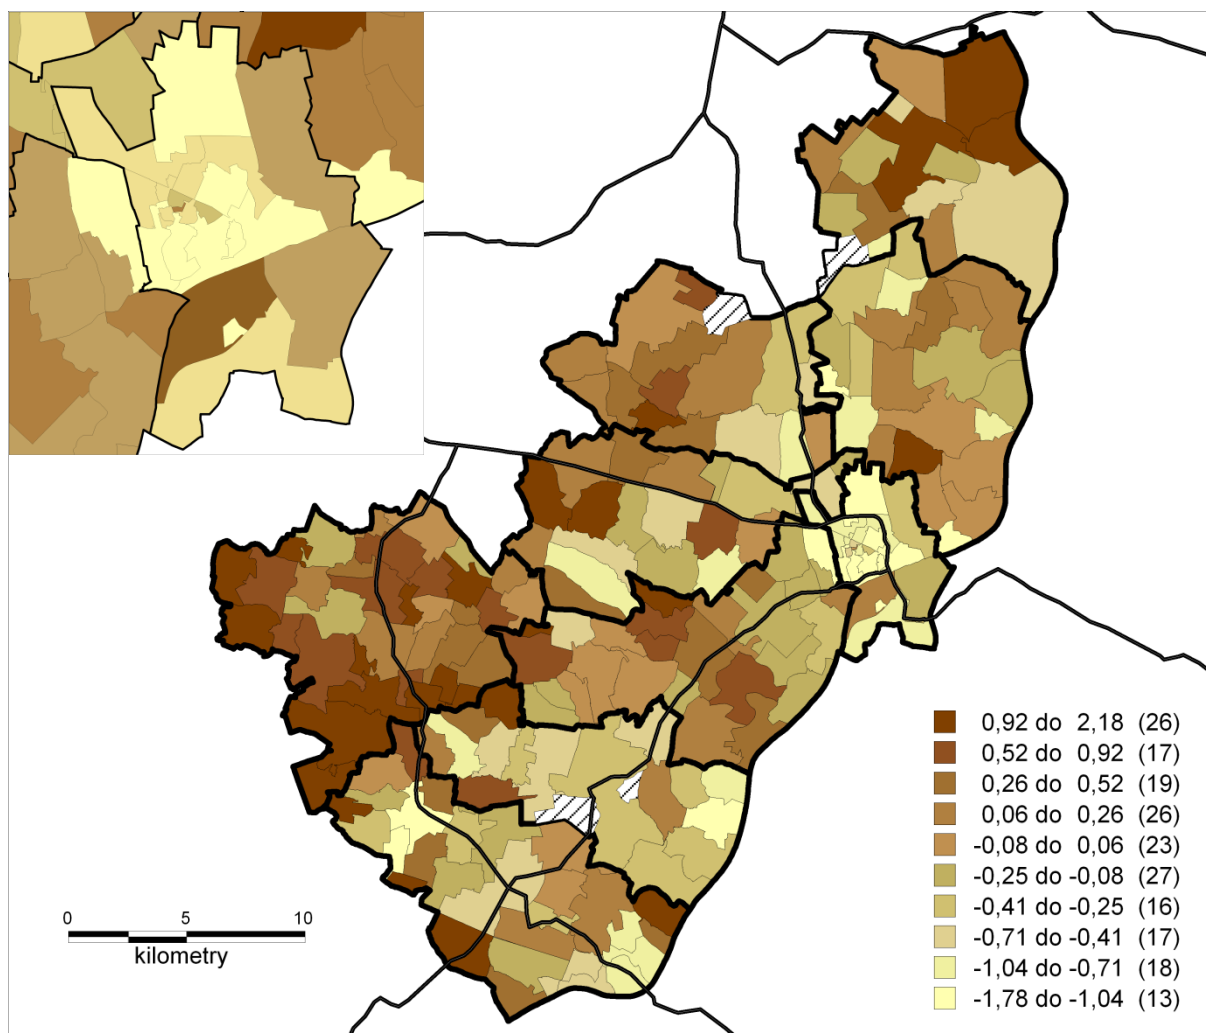 0,92 do 2,18 (26)
0,52 do 0,92 (17)
0,26 do 0,52 (19)
0,06 do 0,26 (26)
-0,08 do 0,06 (23)
-0,25 do -0,08 (27)
-0,41 do -0,25 (16)
-0,71 do -0,41 (17)
-1,04 do -0,71 (18)
-1,78 do -1,04 (13)
0 5 10
kilometry